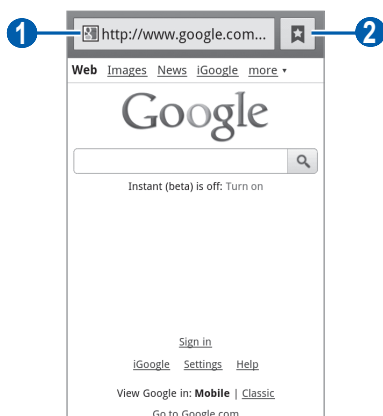 1 http://www.google.com... 2
Web Images News iGoogle more ▾
Google
Instant (beta) is off: Turn on
Sign in
iGoogle Settings Help
View Google in: Mobile | Classic
Go to Google.com